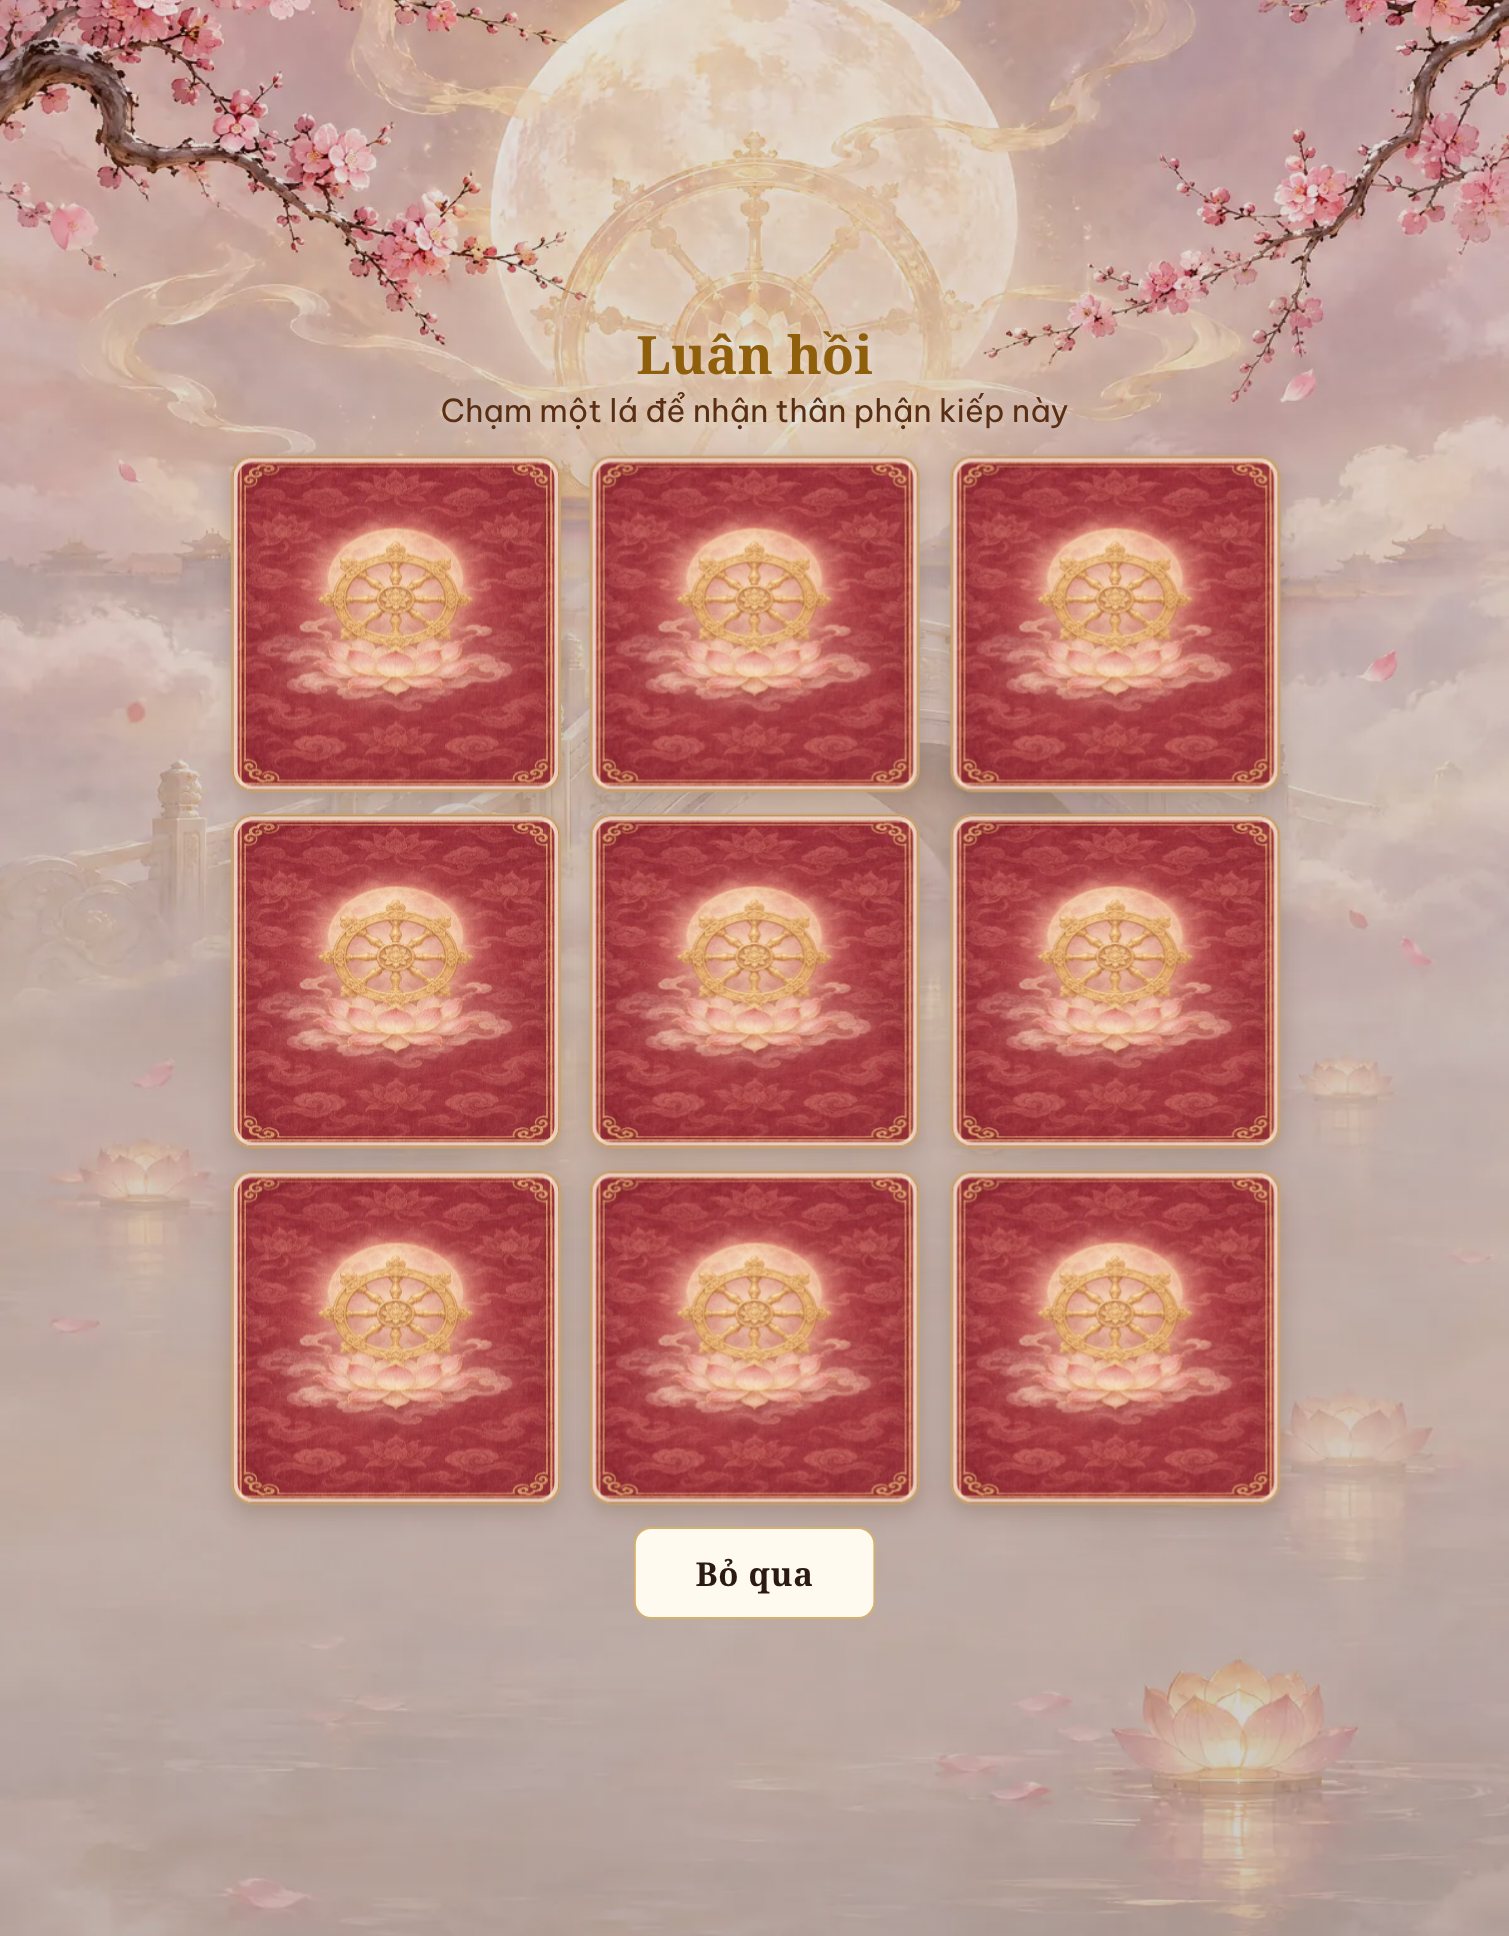 Luân hồi
Chạm một lá để nhận thân phận kiếp này
Bỏ qua